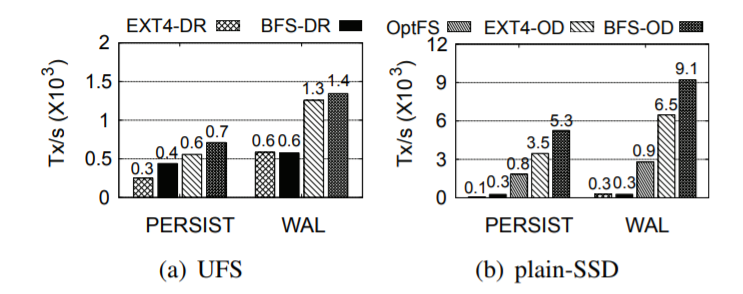 EXT4-DR BFS-DR OptFS EXT4-OD BFS-OD
Tx/s (X10³)
2
1.5
1
0.5
0
0.3 0.4 0.6 0.7
0.6 0.6 1.3 1.4
PERSIST WAL
(a) UFS
Tx/s (X10³)
12
9
6
3
0
0.1 0.3 0.8 3.5 5.3
0.3 0.3 0.9 6.5 9.1
PERSIST WAL
(b) plain-SSD